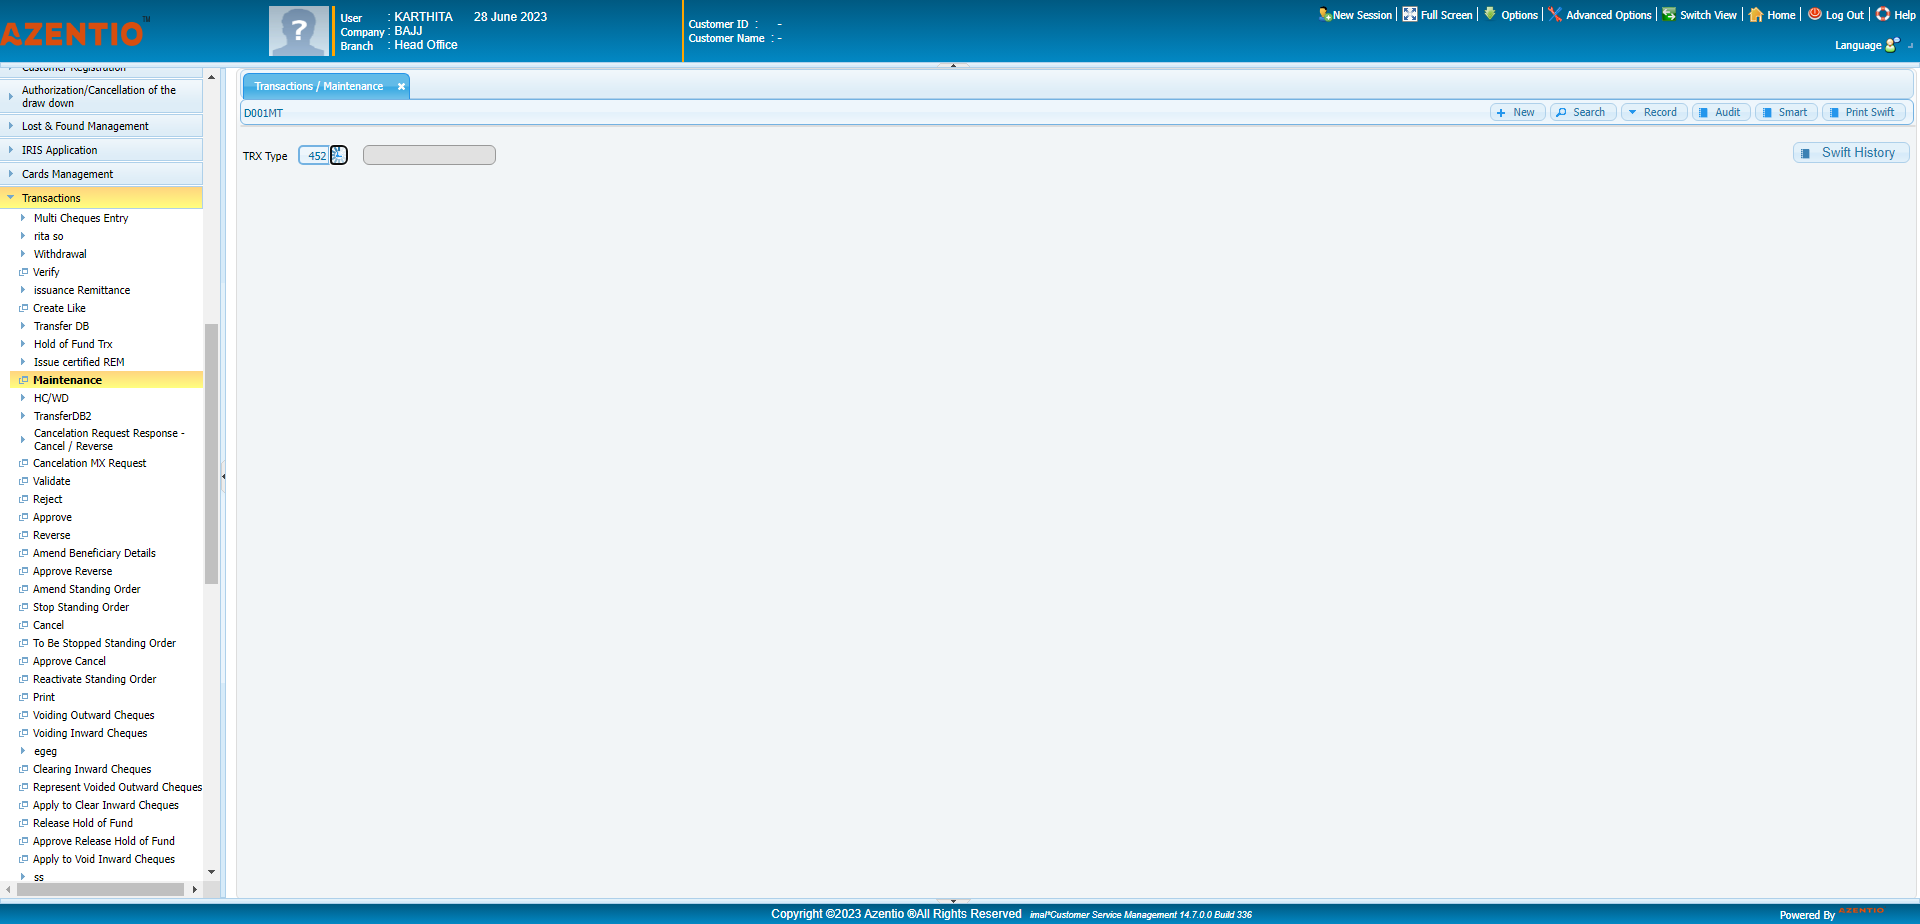 AZENTIO™
?
User : KARTHITA 28 June 2023
Company : BAJJ
Branch : Head Office
Customer ID : -
Customer Name : -
New Session
Full Screen
Options
Advanced Options
Switch View
Home
Log Out
Help
Language
Customer Registration
Authorization/Cancellation of the
draw down
Lost & Found Management
IRIS Application
Cards Management
Transactions
Multi Cheques Entry
rita so
Withdrawal
Verify
issuance Remittance
Create Like
Transfer DB
Hold of Fund Trx
Issue certified REM
Maintenance
HC/WD
TransferDB2
Cancelation Request Response -
Cancel / Reverse
Cancelation MX Request
Validate
Reject
Approve
Reverse
Amend Beneficiary Details
Approve Reverse
Amend Standing Order
Stop Standing Order
Cancel
To Be Stopped Standing Order
Approve Cancel
Reactivate Standing Order
Print
Voiding Outward Cheques
Voiding Inward Cheques
egeg
Clearing Inward Cheques
Represent Voided Outward Cheques
Apply to Clear Inward Cheques
Release Hold of Fund
Approve Release Hold of Fund
Apply to Void Inward Cheques
ss
Transactions / Maintenance
D001MT
New
Search
Record
Audit
Smart
Print Swift
TRX Type 452
Swift History
Copyright ©2023 Azentio ®All Rights Reserved imal*Customer Service Management 14.7.0.0 Build 336
Powered By AZENTIO